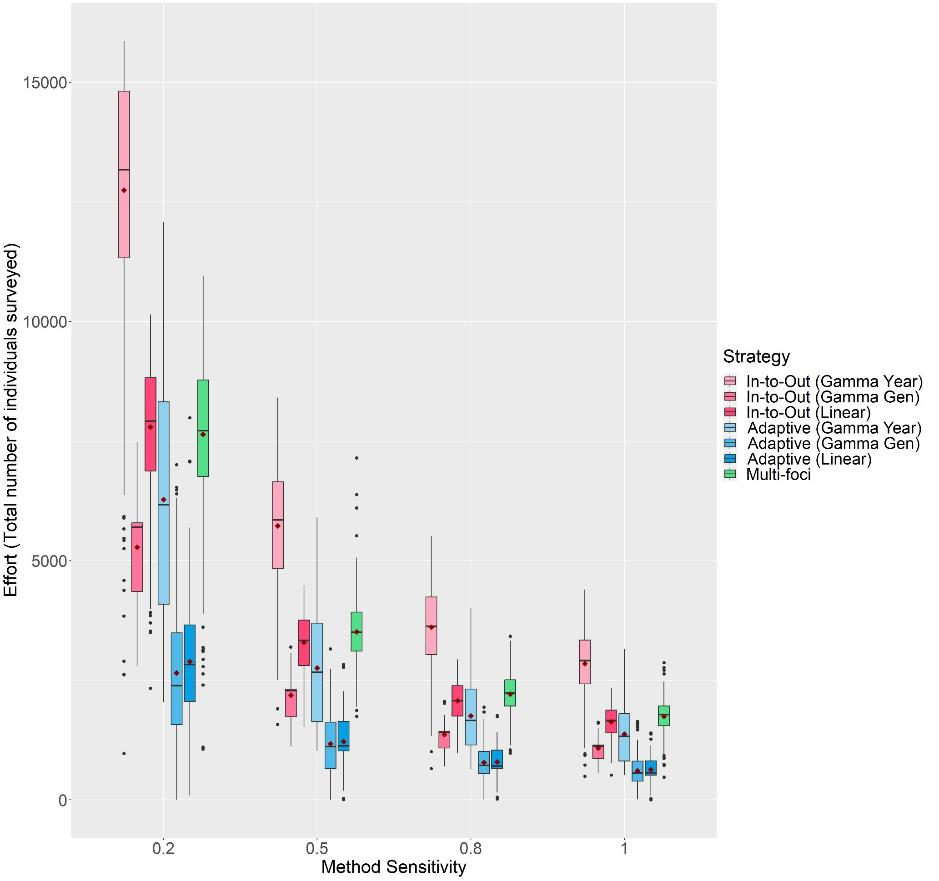 Effort (Total number of individuals surveyed)
15000
10000
5000
0
0.2
0.5
0.8
1
Method Sensitivity
Strategy
In-to-Out (Gamma Year)
In-to-Out (Gamma Gen)
In-to-Out (Linear)
Adaptive (Gamma Year)
Adaptive (Gamma Gen)
Adaptive (Linear)
Multi-foci